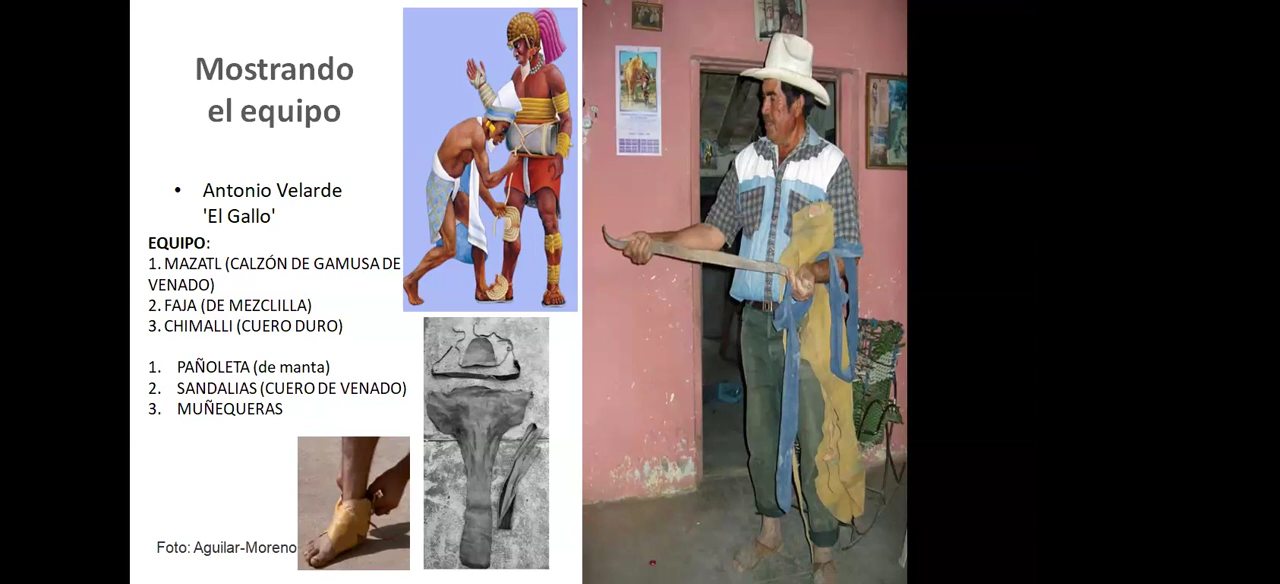 Mostrando
el equipo
• Antonio Velarde
'El Gallo'
EQUIPO:
1. MAZATL (CALZÓN DE GAMUSA DE
VENADO)
2. FAJA (DE MEZCLILLA)
3. CHIMALLI (CUERO DURO)
1. PAÑOLETA (de manta)
2. SANDALIAS (CUERO DE VENADO)
3. MUÑEQUERAS
Foto: Aguilar-Moreno